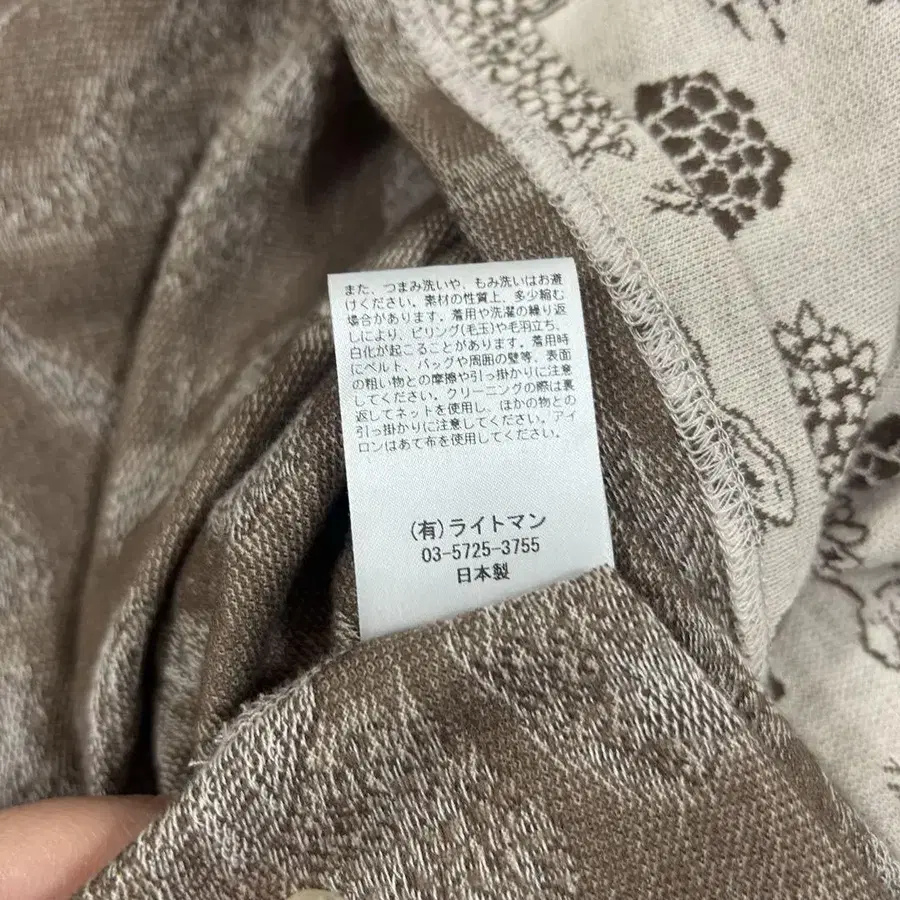 また、つまみ洗いや、もみ洗いはお避
けください。素材の性質上、多少縮む
場合があります。着用や洗濯の繰り返
しにより、ピリング(毛玉)や毛羽立ち、
白化が起こることがあります。着用時
にベルト、バッグや周囲の壁等、表面
の粗い物との摩擦や引っ掛かりに注意
してください。クリーニングの際は裏
返してネットを使用し、ほかの物との
引っ掛かりに注意してください。アイ
ロンはあて布を使用してください。
(有)ライトマン
03-5725-3755
日本製